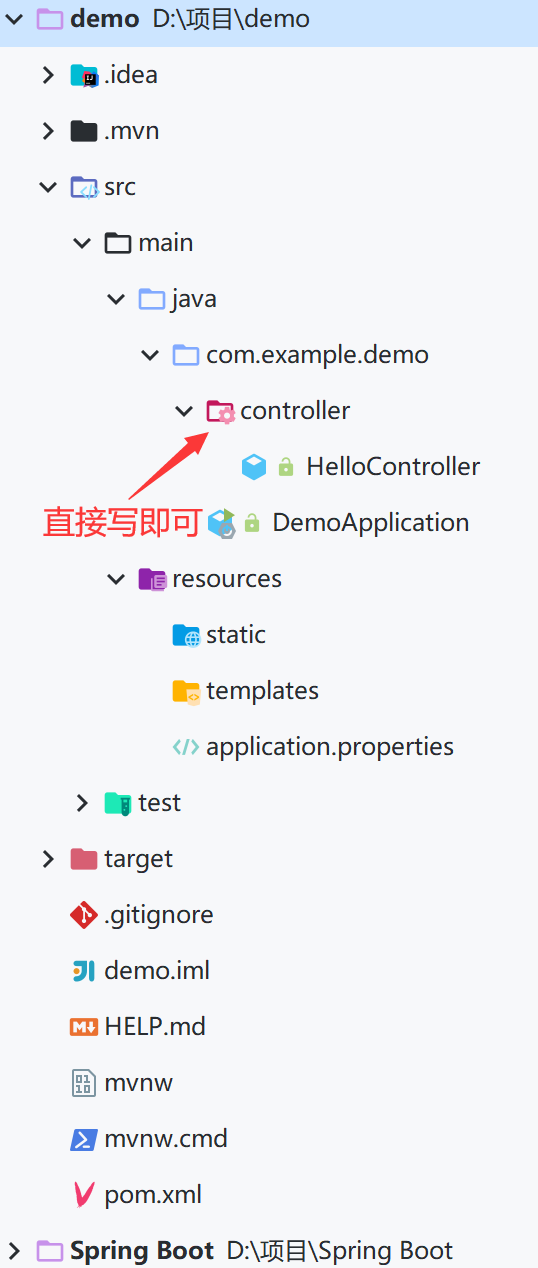 demo D:\项目\demo
.idea
.mvn
src
main
java
com.example.demo
controller
HelloController
直接写即可 DemoApplication
resources
static
templates
application.properties
test
target
.gitignore
demo.iml
HELP.md
mvnw
mvnw.cmd
pom.xml
Spring Boot D:\项目\Spring Boot